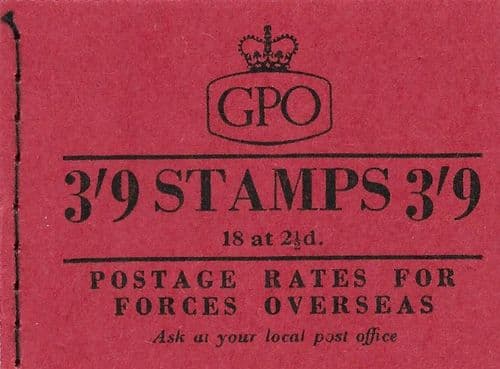 GPO
3'9 STAMPS 3'9
18 at 2½d.
POSTAGE RATES FOR
FORCES OVERSEAS
Ask at your local post office